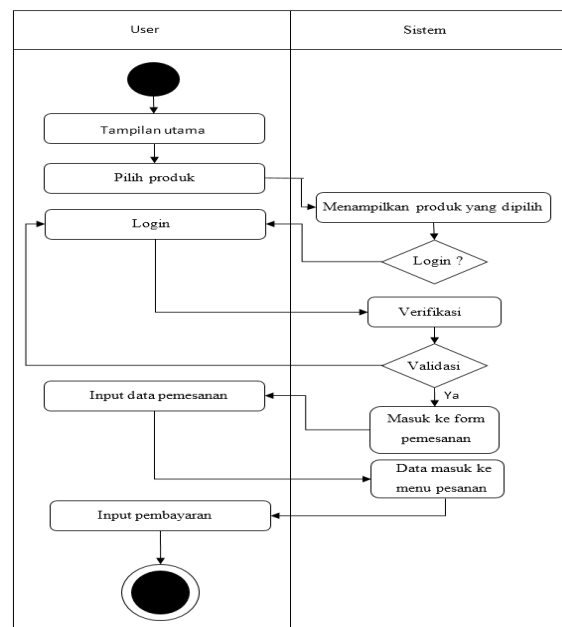 User
Sistem
Tampilan utama
Pilih produk
Menampilkan produk yang dipilih
Login
Login ?
Verifikasi
Validasi
Ya
Input data pemesanan
Masuk ke form
pemesanan
Data masuk ke
menu pesanan
Input pembayaran